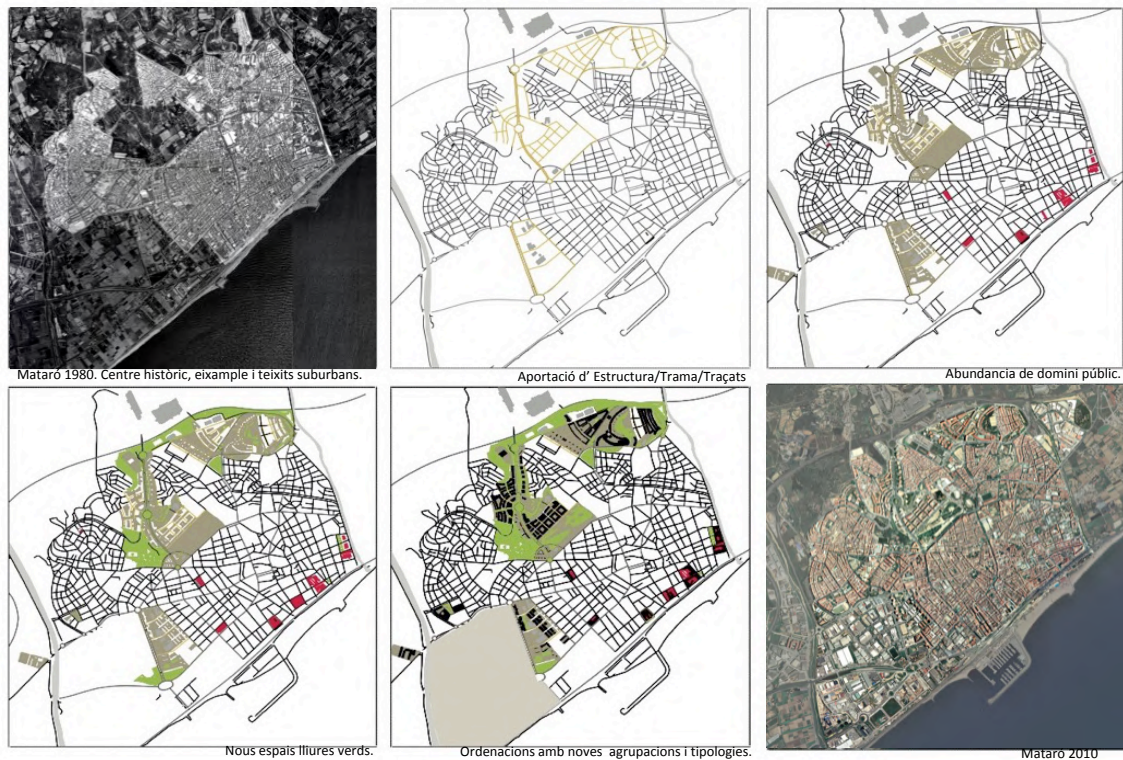 Mataró 1980. Centre històric, eixample i teixits suburbans.
Aportació d’ Estructura/Trama/Traçats
Abundancia de domini públic.
Nous espais lliures verds.
Ordenacions amb noves agrupacions i tipologies.
Mataró 2010